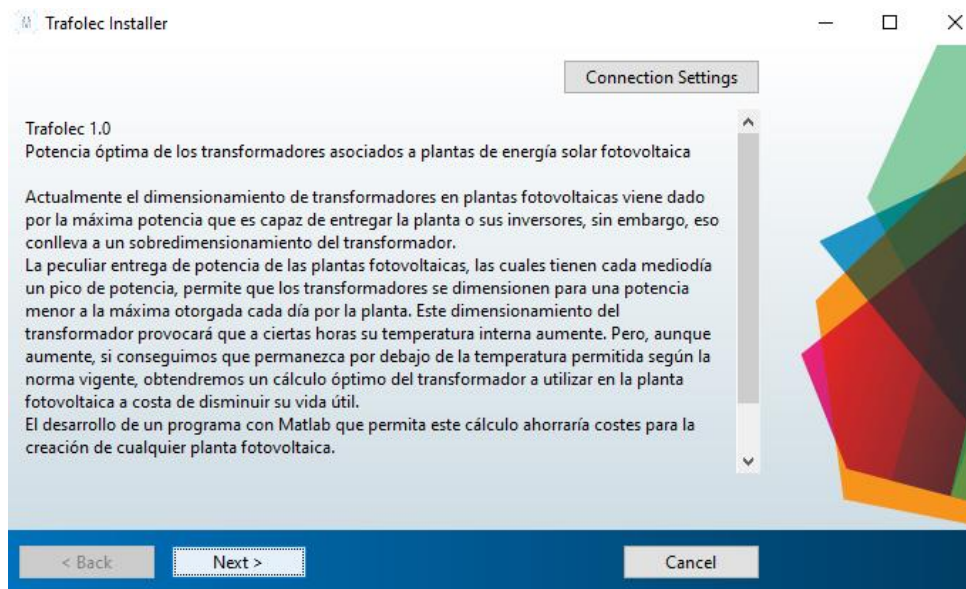 Trafolec Installer
Connection Settings
Trafolec 1.0
Potencia óptima de los transformadores asociados a plantas de energía solar fotovoltaica
Actualmente el dimensionamiento de transformadores en plantas fotovoltaicas viene dado
por la máxima potencia que es capaz de entregar la planta o sus inversores, sin embargo, eso
conlleva a un sobredimensionamiento del transformador.
La peculiar entrega de potencia de las plantas fotovoltaicas, las cuales tienen cada mediodía
un pico de potencia, permite que los transformadores se dimensionen para una potencia
menor a la máxima otorgada cada día por la planta. Este dimensionamiento del
transformador provocará que a ciertas horas su temperatura interna aumente. Pero, aunque
aumente, si conseguimos que permanezca por debajo de la temperatura permitida según la
norma vigente, obtendremos un cálculo óptimo del transformador a utilizar en la planta
fotovoltaica a costa de disminuir su vida útil.
El desarrollo de un programa con Matlab que permita este cálculo ahorraría costes para la
creación de cualquier planta fotovoltaica.
< Back
Next >
Cancel